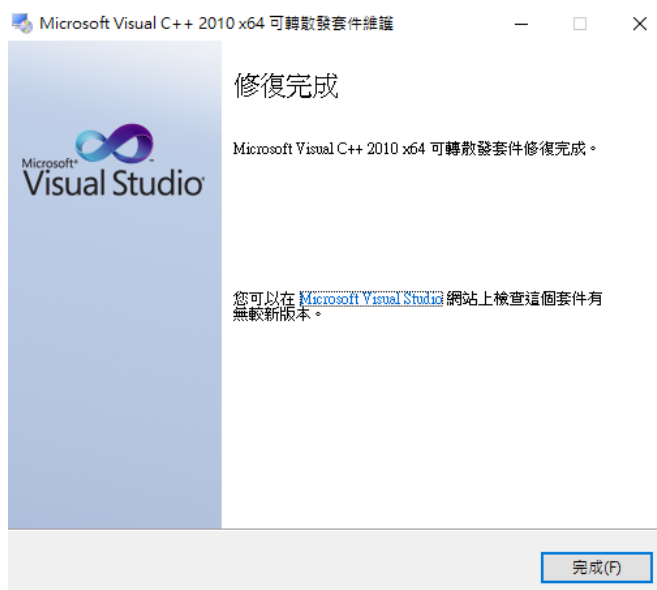 Microsoft Visual C++ 2010 x64 可轉散發套件維護
修復完成
Microsoft Visual C++ 2010 x64 可轉散發套件修復完成。
Microsoft®
Visual Studio®
您可以在 Microsoft Visual Studio 網站上檢查這個套件有
無較新版本。
完成(F)